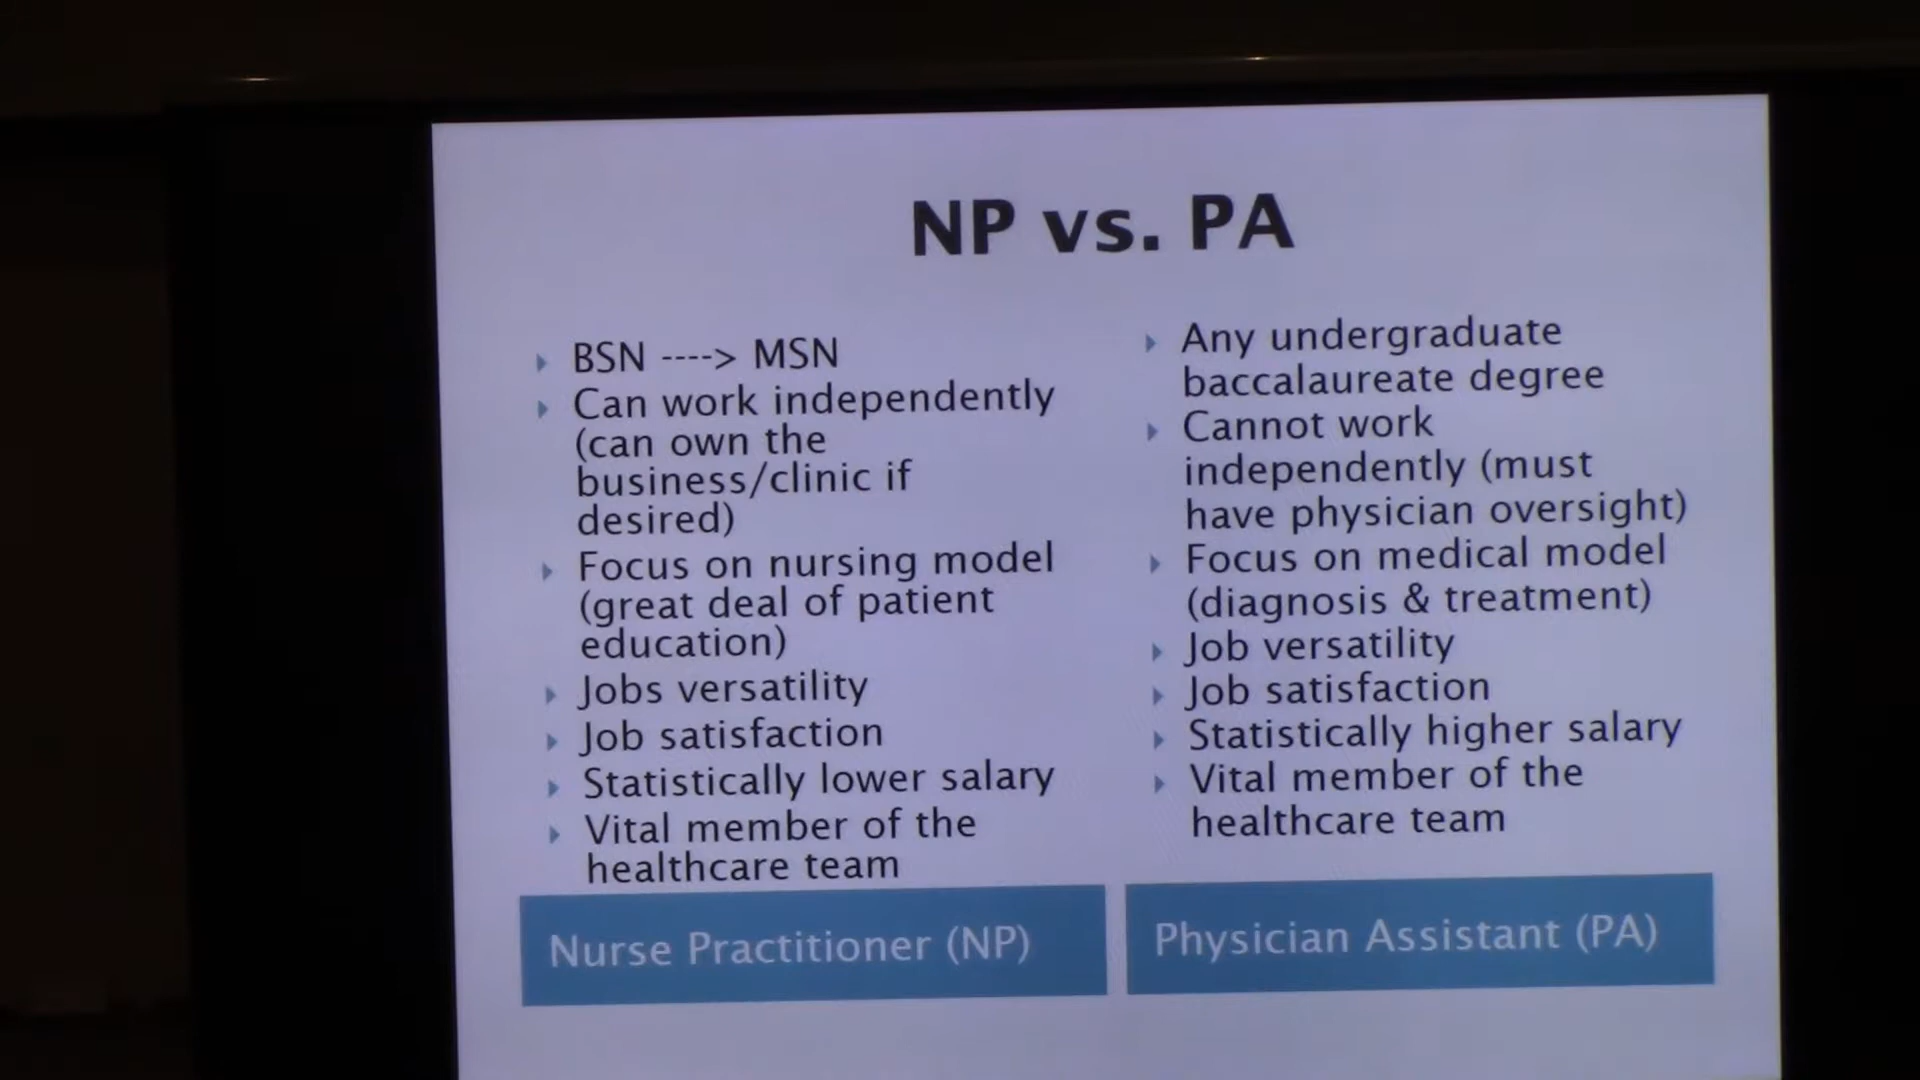 NP vs. PA
BSN ----> MSN
Can work independently
(can own the
business/clinic if
desired)
Focus on nursing model
(great deal of patient
education)
Jobs versatility
Job satisfaction
Statistically lower salary
Vital member of the
healthcare team
Nurse Practitioner (NP)
Any undergraduate
baccalaureate degree
Cannot work
independently (must
have physician oversight)
Focus on medical model
(diagnosis & treatment)
Job versatility
Job satisfaction
Statistically higher salary
Vital member of the
healthcare team
Physician Assistant (PA)